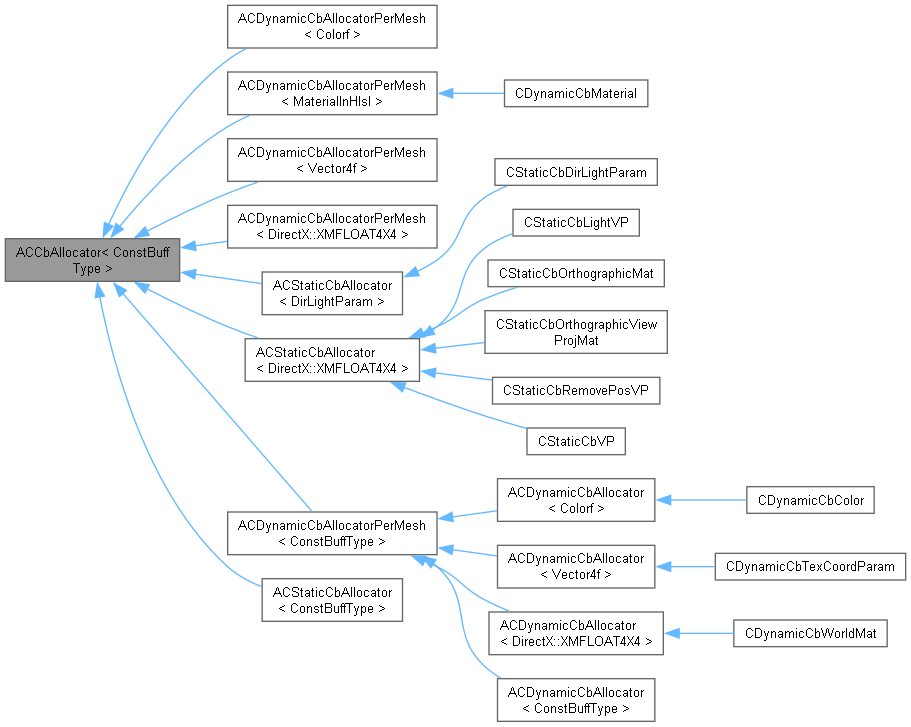 ACDynamicCbAllocatorPerMesh
< Colorf >
ACDynamicCbAllocatorPerMesh
< MaterialInHlsl >
CDynamicCbMaterial
ACDynamicCbAllocatorPerMesh
< Vector4f >
CStaticCbDirLightParam
ACDynamicCbAllocatorPerMesh
< DirectX::XMFLOAT4X4 >
CStaticCbLightVP
ACCbAllocator< ConstBuff
Type >
ACStaticCbAllocator
< DirLightParam >
CStaticCbOrthographicMat
CStaticCbOrthographicView
ProjMat
ACStaticCbAllocator
< DirectX::XMFLOAT4X4 >
CStaticCbRemovePosVP
CStaticCbVP
ACDynamicCbAllocator
< Colorf >
CDynamicCbColor
ACDynamicCbAllocatorPerMesh
< ConstBuffType >
ACDynamicCbAllocator
< Vector4f >
CDynamicCbTexCoordParam
ACStaticCbAllocator
< ConstBuffType >
ACDynamicCbAllocator
< DirectX::XMFLOAT4X4 >
CDynamicCbWorldMat
ACDynamicCbAllocator
< ConstBuffType >